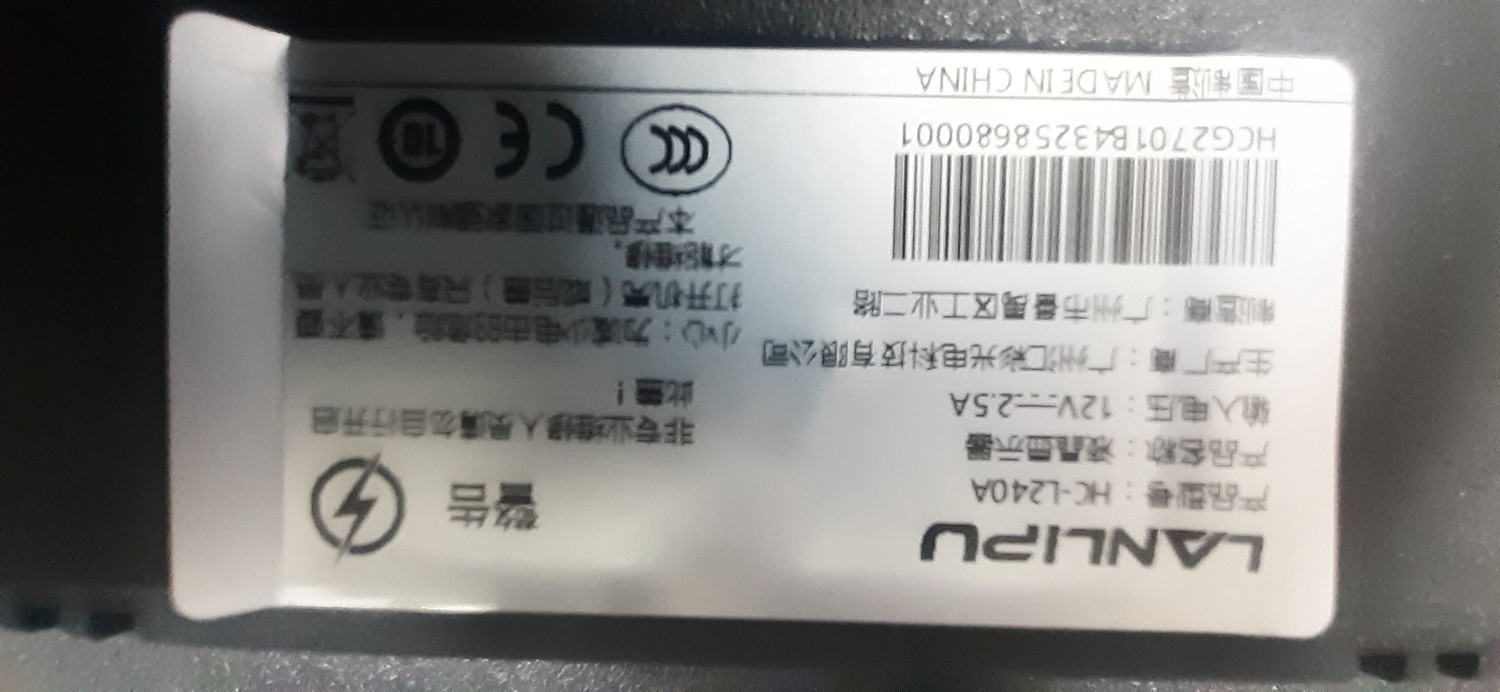 LANLIPU
产品型号：HC-L240A
产品名称：液晶显示器
输入电压：12V⎓2.5A
生产厂商：广州汇彩光电科技有限公司
制造商：广州市番禺区工业二路
HCG2701B43258680001
中国制造 MADE IN CHINA
警告
非专业维修人员请勿自行开启
此盖！
小心：为减少电击的危险，请不要
打开机壳（或后盖）只有专业人员
才能维修。
本产品通过国家强制认证
CCC
CE
10